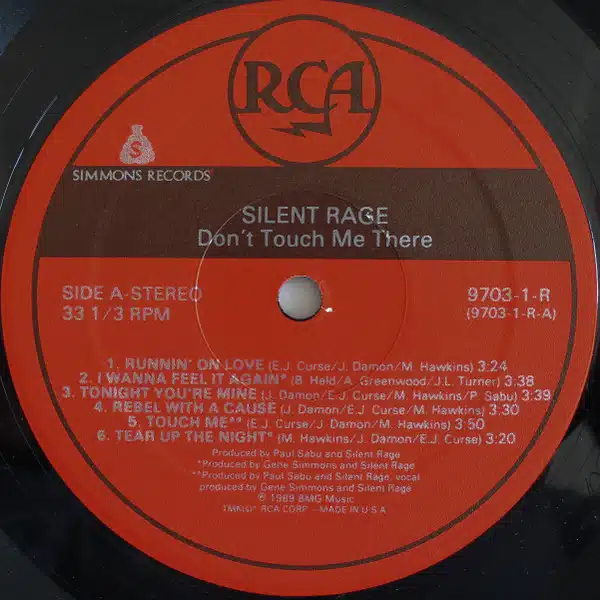 RCA
$
SIMMONS RECORDS
SILENT RAGE
Don't Touch Me There
SIDE A-STEREO
33 1/3 RPM
9703-1-R
(9703-1-R-A)
1. RUNNIN' ON LOVE (E.J. Curse/J. Damon/M. Hawkins) 3:24
2. I WANNA FEEL IT AGAIN* (B. Held/A. Greenwood/J.L. Turner) 3:38
3. TONIGHT YOU'RE MINE (J. Damon/E.J. Curse/M. Hawkins/P. Sabu) 3:39
4. REBEL WITH A CAUSE (J. Damon/E.J. Curse/M. Hawkins) 3:30
5. TOUCH ME** (E.J. Curse/J. Damon/M. Hawkins) 3:50
6. TEAR UP THE NIGHT* (M. Hawkins/J. Damon/E.J. Curse) 3:20
Produced by Paul Sabu and Silent Rage
*Produced by Gene Simmons and Silent Rage
**Produced by Paul Sabu and Silent Rage, vocal
produced by Gene Simmons and Silent Rage
℗ 1989 BMG Music
RCA CORP —MADE IN U.S.A.